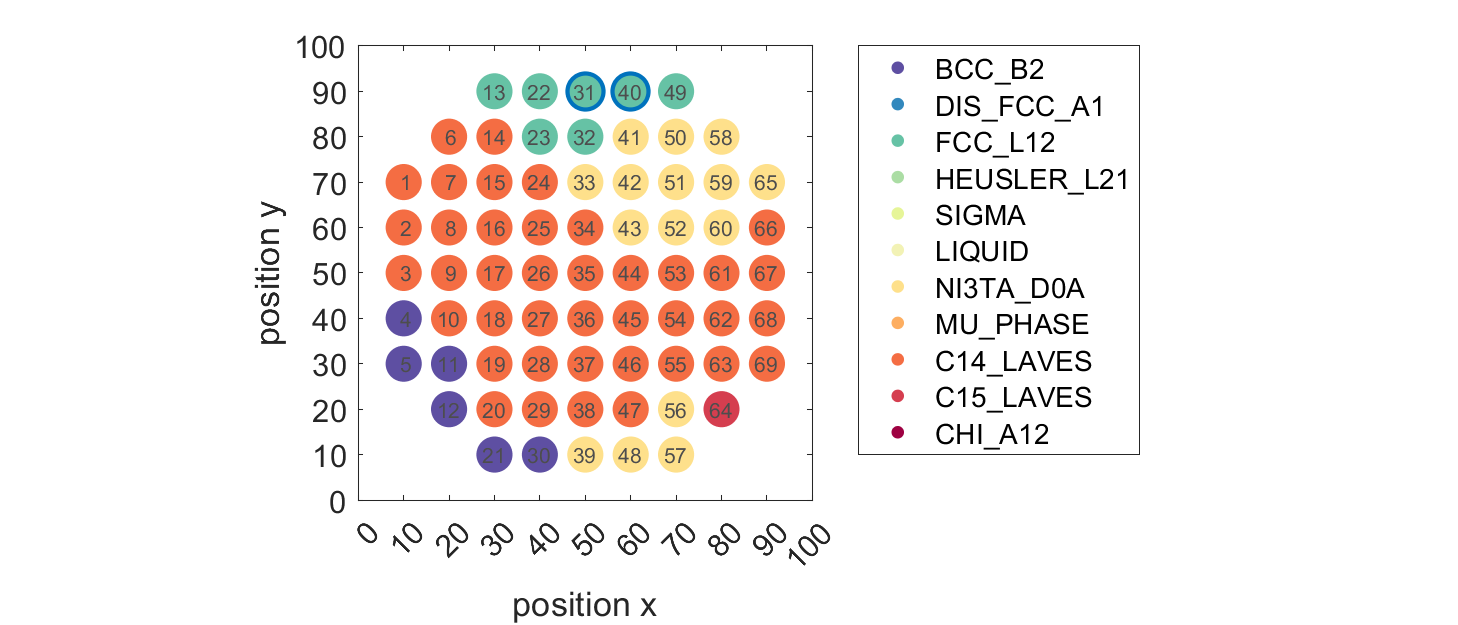 100
90
80
70
60
50
40
30
20
10
0
13 22 31 40 49
6 14 23 32 41 50 58
1 7 15 24 33 42 51 59 65
2 8 16 25 34 43 52 60 66
3 9 17 26 35 44 53 61 67
4 10 18 27 36 45 54 62 68
5 11 19 28 37 46 55 63 69
12 20 29 38 47 56 64
21 30 39 48 57
0 10 20 30 40 50 60 70 80 90 100
position x
position y
BCC_B2
DIS_FCC_A1
FCC_L12
HEUSLER_L21
SIGMA
LIQUID
NI3TA_D0A
MU_PHASE
C14_LAVES
C15_LAVES
CHI_A12